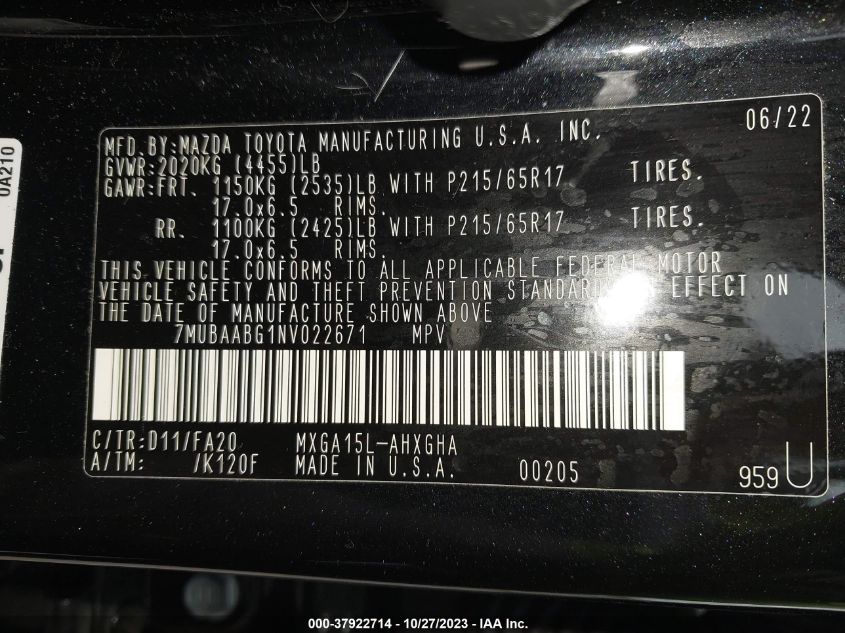 MFD.BY:MAZDA TOYOTA MANUFACTURING U.S.A. INC. 06/22
GVWR:2020KG (4455)LB
GAWR:FRT. 1150KG (2535)LB WITH P215/65R17 TIRES.
17.0x6.5 RIMS.
RR. 1100KG (2425)LB WITH P215/65R17 TIRES.
17.0x6.5 RIMS.
THIS VEHICLE CONFORMS TO ALL APPLICABLE FEDERAL MOTOR
VEHICLE SAFETY AND THEFT PREVENTION STANDARDS IN EFFECT ON
THE DATE OF MANUFACTURE SHOWN ABOVE
7MUBAABG1NV022671 MPV
C/TR:D11/FA20 MXGA15L-AHXGHA
A/TM: /K120F MADE IN U.S.A. 00205 959U
0A210
000-37922714 - 10/27/2023 - IAA Inc.